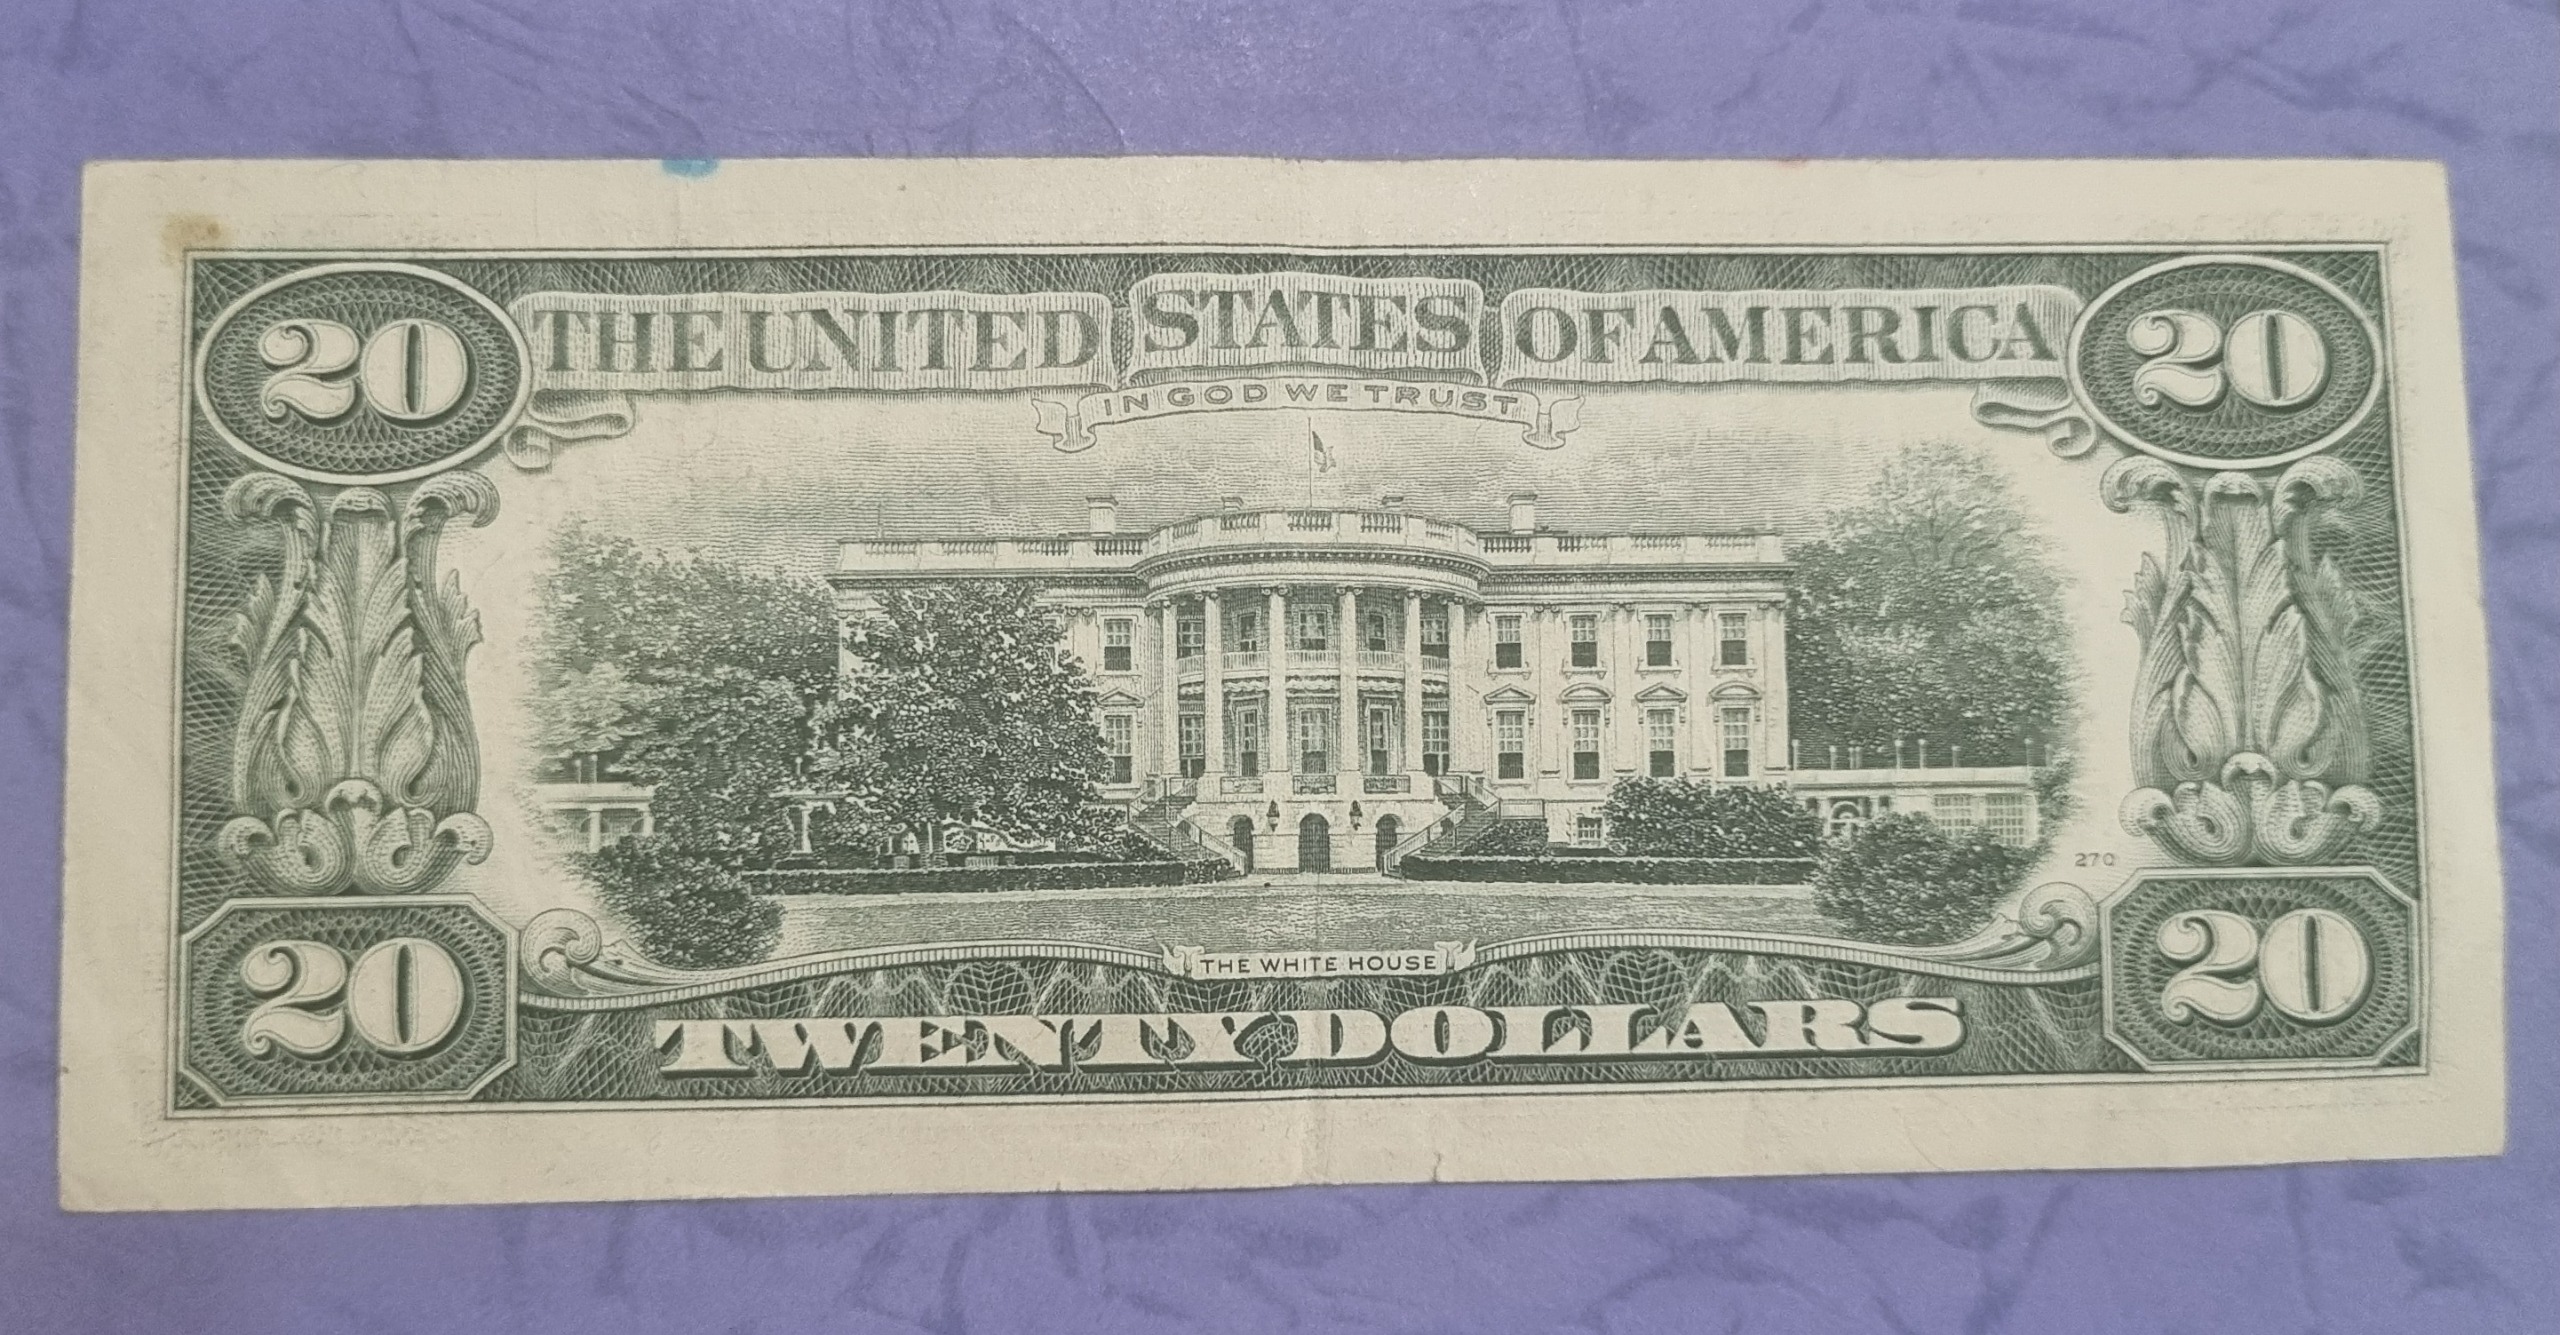 20 THE UNITED STATES OF AMERICA 20
IN GOD WE TRUST
270
THE WHITE HOUSE
20 TWENTY DOLLARS 20